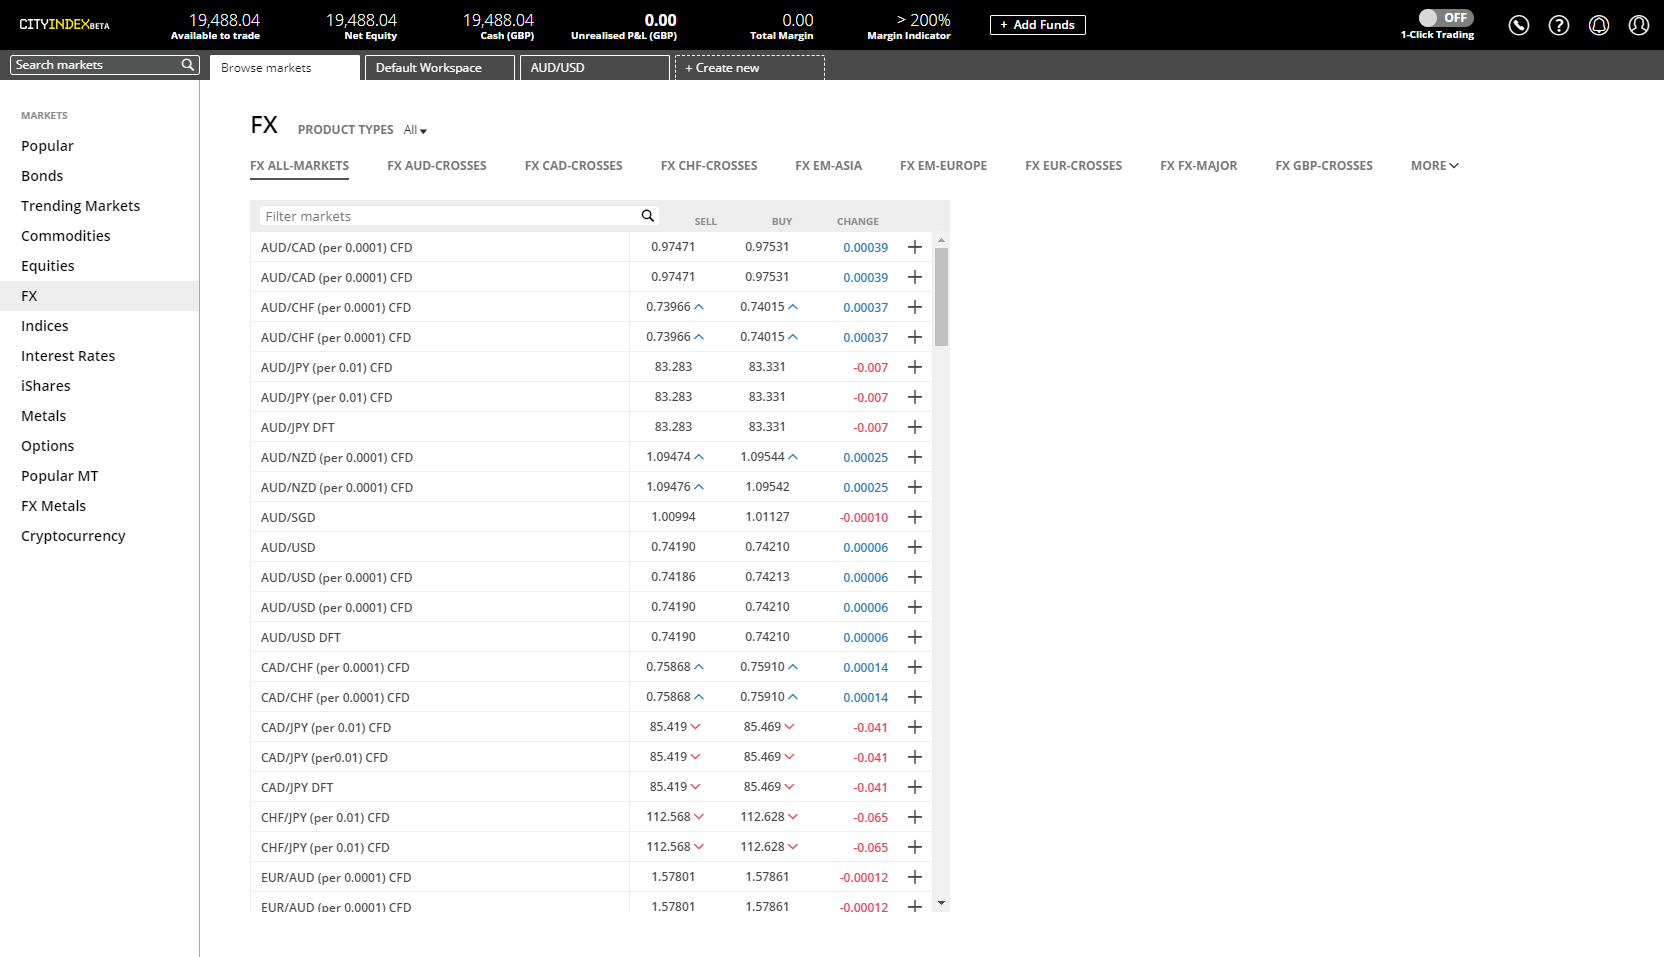 CITYINDEXBETA
19,488.04 19,488.04 19,488.04 0.00 0.00 > 200%
Available to trade Net Equity Cash (GBP) Unrealised P&L (GBP) Total Margin Margin Indicator
+ Add Funds
OFF
1-Click Trading
Search markets
Browse markets Default Workspace AUD/USD + Create new
MARKETS
Popular
Bonds
Trending Markets
Commodities
Equities
FX
Indices
Interest Rates
iShares
Metals
Options
Popular MT
FX Metals
Cryptocurrency
FX PRODUCT TYPES All
FX ALL-MARKETS FX AUD-CROSSES FX CAD-CROSSES FX CHF-CROSSES FX EM-ASIA FX EM-EUROPE FX EUR-CROSSES FX FX-MAJOR FX GBP-CROSSES MORE
Filter markets SELL BUY CHANGE
AUD/CAD (per 0.0001) CFD 0.97471 0.97531 0.00039
AUD/CAD (per 0.0001) CFD 0.97471 0.97531 0.00039
AUD/CHF (per 0.0001) CFD 0.73966 0.74015 0.00037
AUD/CHF (per 0.0001) CFD 0.73966 0.74015 0.00037
AUD/JPY (per 0.01) CFD 83.283 83.331 -0.007
AUD/JPY (per 0.01) CFD 83.283 83.331 -0.007
AUD/JPY DFT 83.283 83.331 -0.007
AUD/NZD (per 0.0001) CFD 1.09474 1.09544 0.00025
AUD/NZD (per 0.0001) CFD 1.09476 1.09542 0.00025
AUD/SGD 1.00994 1.01127 -0.00010
AUD/USD 0.74190 0.74210 0.00006
AUD/USD (per 0.0001) CFD 0.74186 0.74213 0.00006
AUD/USD (per 0.0001) CFD 0.74190 0.74210 0.00006
AUD/USD DFT 0.74190 0.74210 0.00006
CAD/CHF (per 0.0001) CFD 0.75868 0.75910 0.00014
CAD/CHF (per 0.0001) CFD 0.75868 0.75910 0.00014
CAD/JPY (per 0.01) CFD 85.419 85.469 -0.041
CAD/JPY (per0.01) CFD 85.419 85.469 -0.041
CAD/JPY DFT 85.419 85.469 -0.041
CHF/JPY (per 0.01) CFD 112.568 112.628 -0.065
CHF/JPY (per 0.01) CFD 112.568 112.628 -0.065
EUR/AUD (per 0.0001) CFD 1.57801 1.57861 -0.00012
EUR/AUD (per 0.0001) CFD 1.57801 1.57861 -0.00012